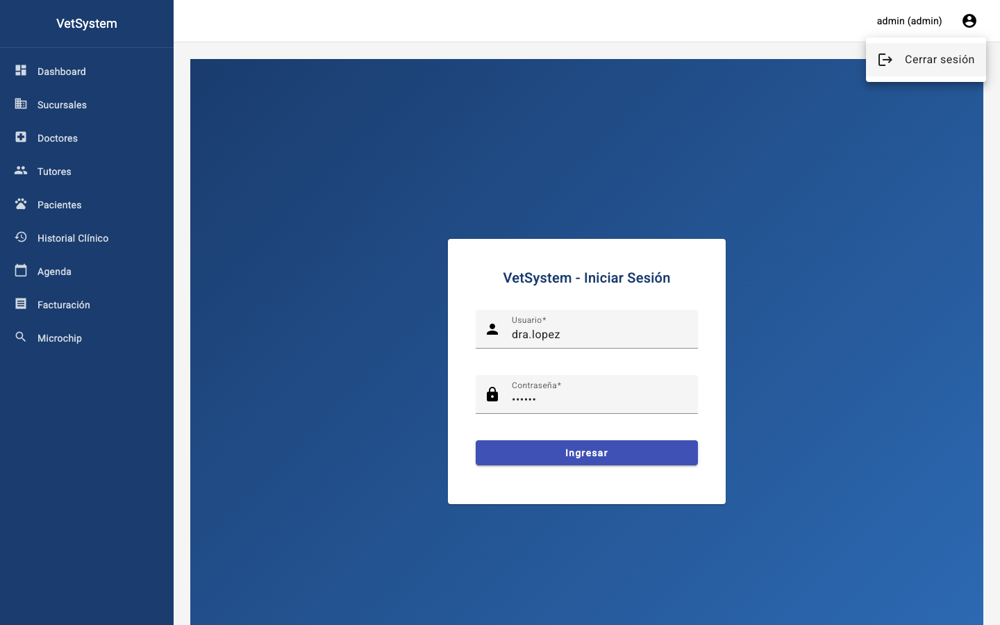 VetSystem
Dashboard
Sucursales
Doctores
Tutores
Pacientes
Historial Clínico
Agenda
Facturación
Microchip
admin (admin)
Cerrar sesión
VetSystem - Iniciar Sesión
Usuario*
dra.lopez
Contraseña*
••••••
Ingresar